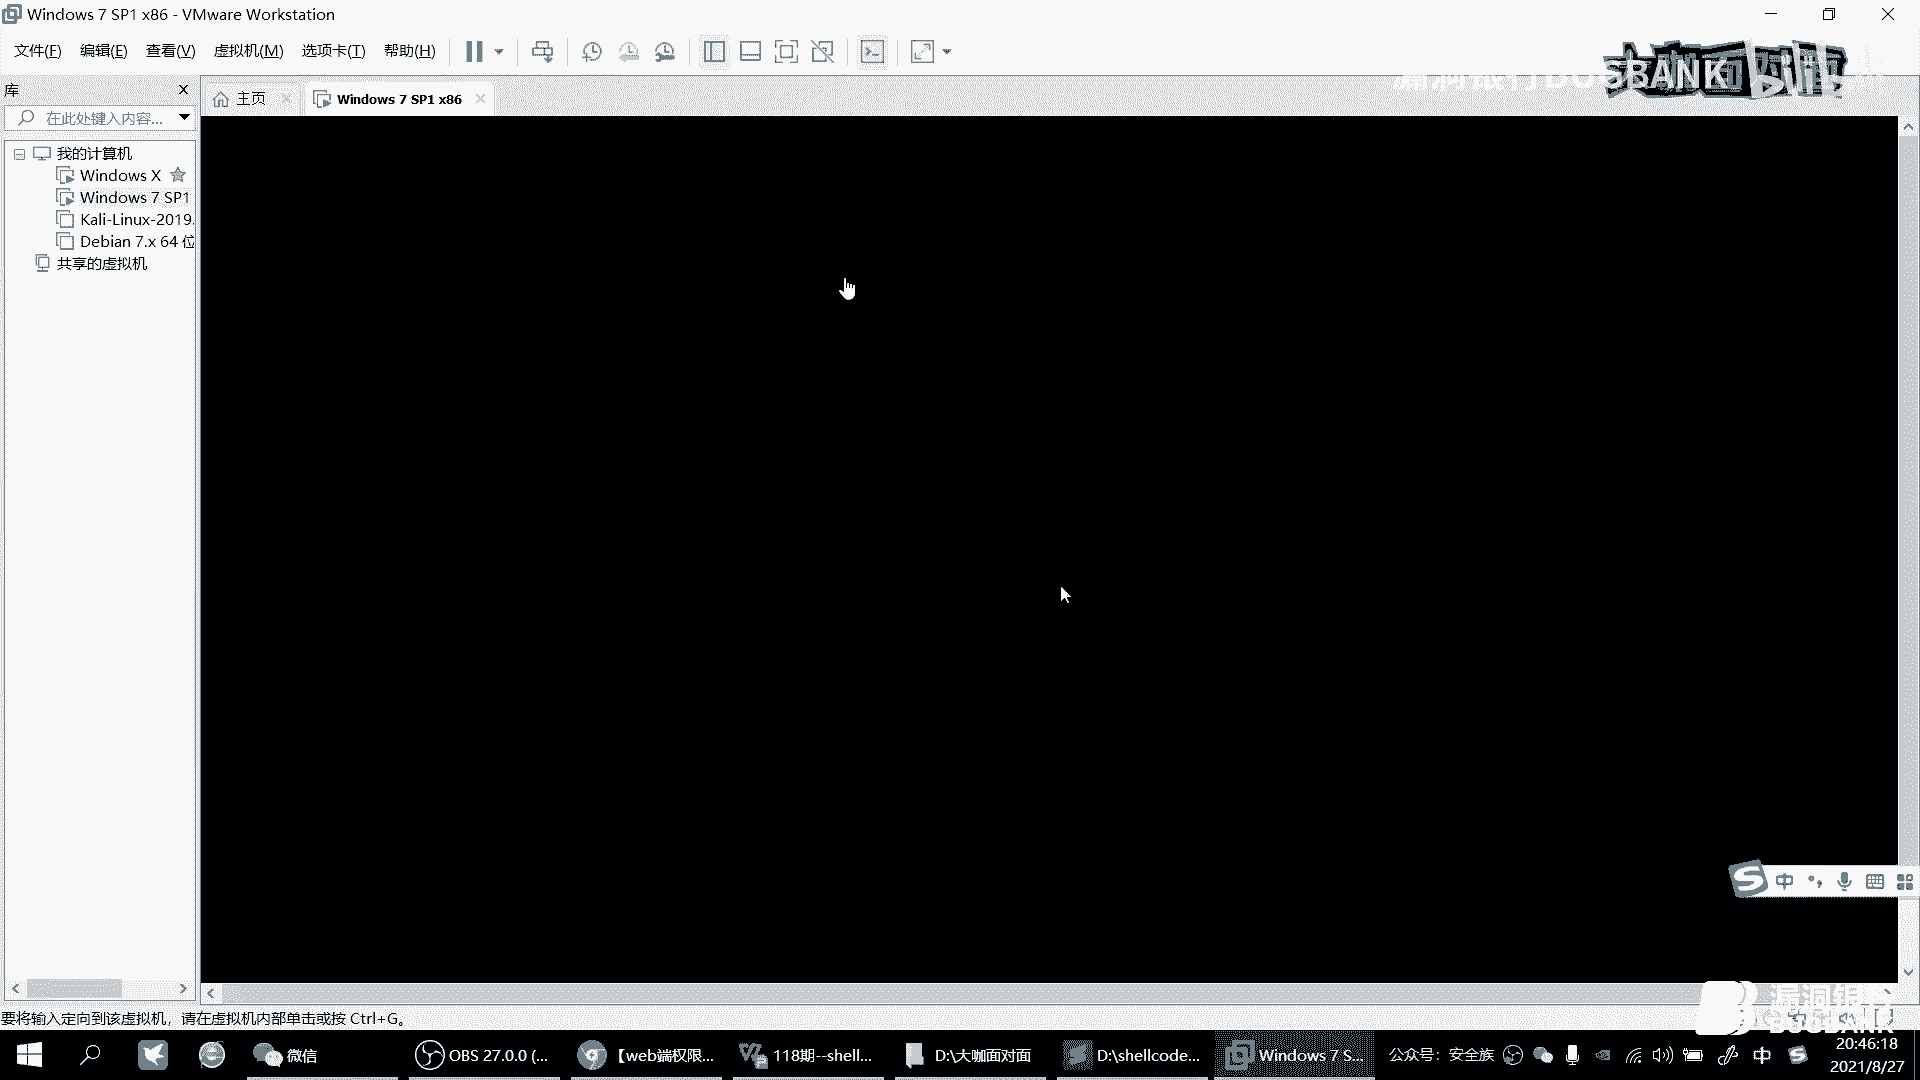 Windows 7 SP1 x86 - VMware Workstation
文件(F) 编辑(E) 查看(V) 虚拟机(M) 选项卡(T) 帮助(H)
BUGSBANK bilibili
库
主页 Windows 7 SP1 x86
在此处键入内容...
我的计算机
Windows X
Windows 7 SP1
Kali-Linux-2019.
Debian 7.x 64 位
共享的虚拟机
中
要将输入定向到该虚拟机，请在虚拟机内部单击或按 Ctrl+G。
漏洞银行
BUGSBANK
微信 OBS 27.0.0 (... 【web端权限... 118期--shell... D:\大咖面对面 D:\shellcode... Windows 7 S... 公众号：安全族 中
20:46:18
2021/8/27